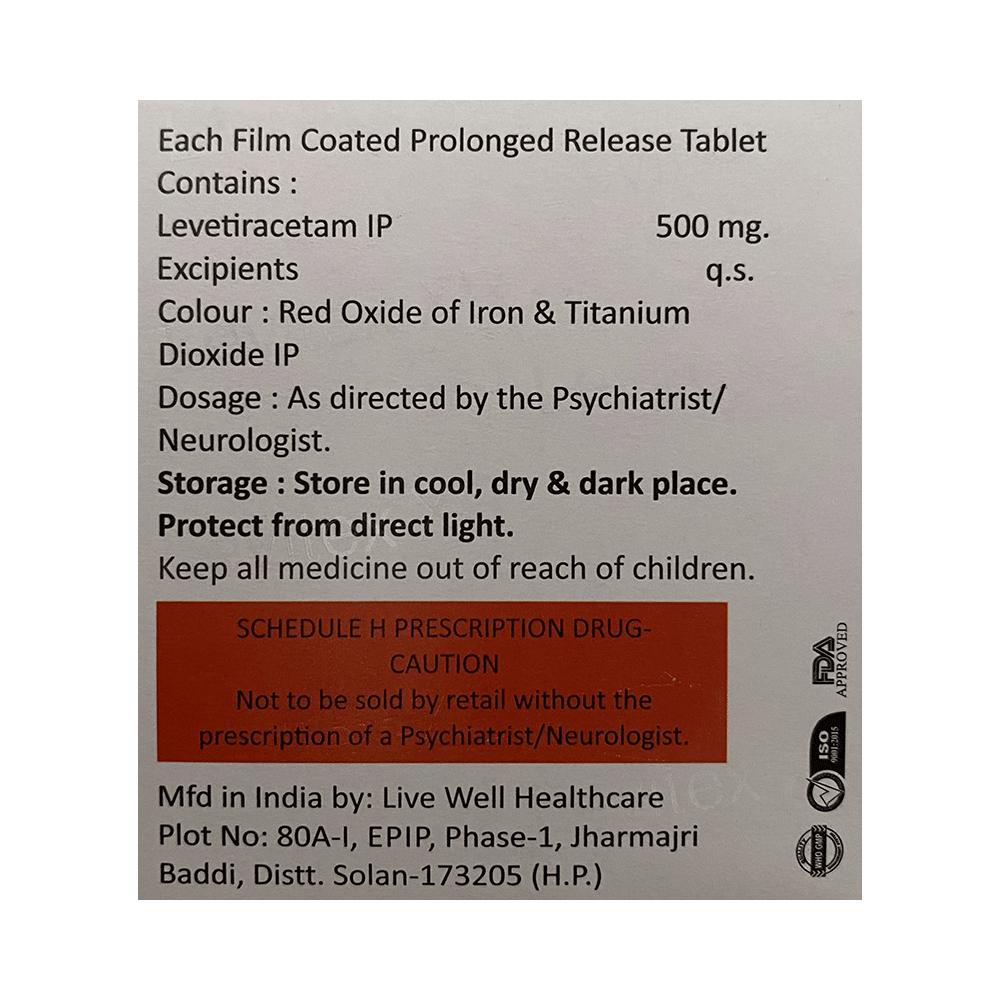 Each Film Coated Prolonged Release Tablet
Contains :
Levetiracetam IP 500 mg.
Excipients q.s.
Colour : Red Oxide of Iron & Titanium
Dioxide IP
Dosage : As directed by the Psychiatrist/
Neurologist.
Storage : Store in cool, dry & dark place.
Protect from direct light.
Keep all medicine out of reach of children.
SCHEDULE H PRESCRIPTION DRUG-
CAUTION
Not to be sold by retail without the
prescription of a Psychiatrist/Neurologist.
Mfd in India by: Live Well Healthcare
Plot No: 80A-I, EPIP, Phase-1, Jharmajri
Baddi, Distt. Solan-173205 (H.P.)
FDA
APPROVED
ISO
9001:2015
WHO GMP